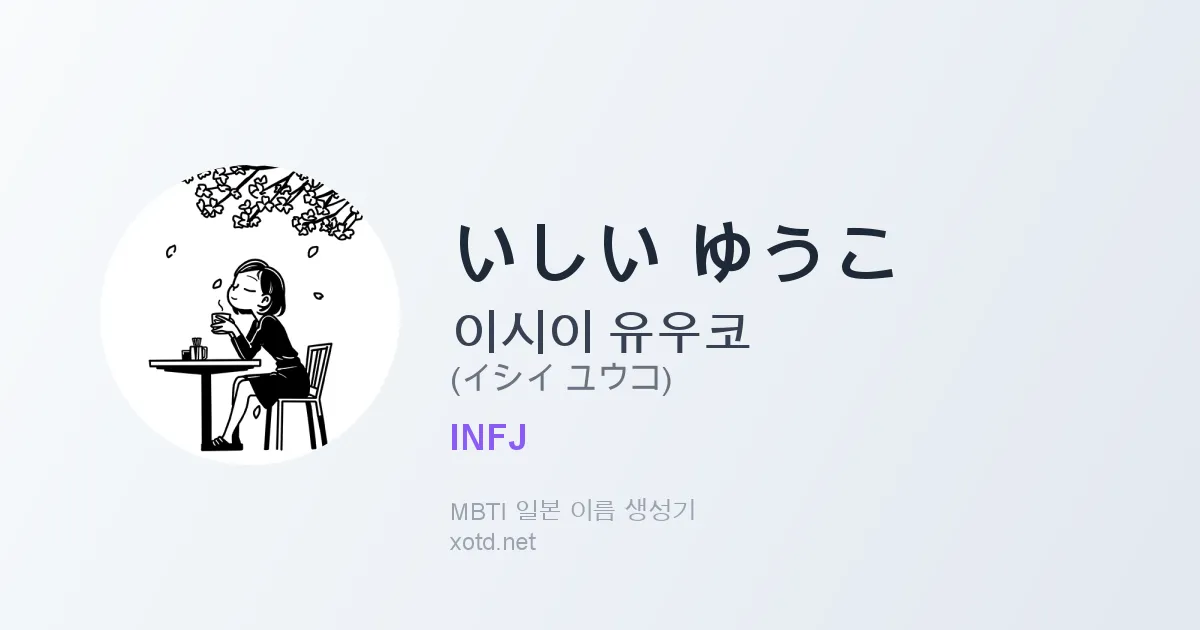 いしい ゆうこ
이시이 유우코
(イシイ ユウコ)
INFJ
MBTI 일본 이름 생성기
xotd.net